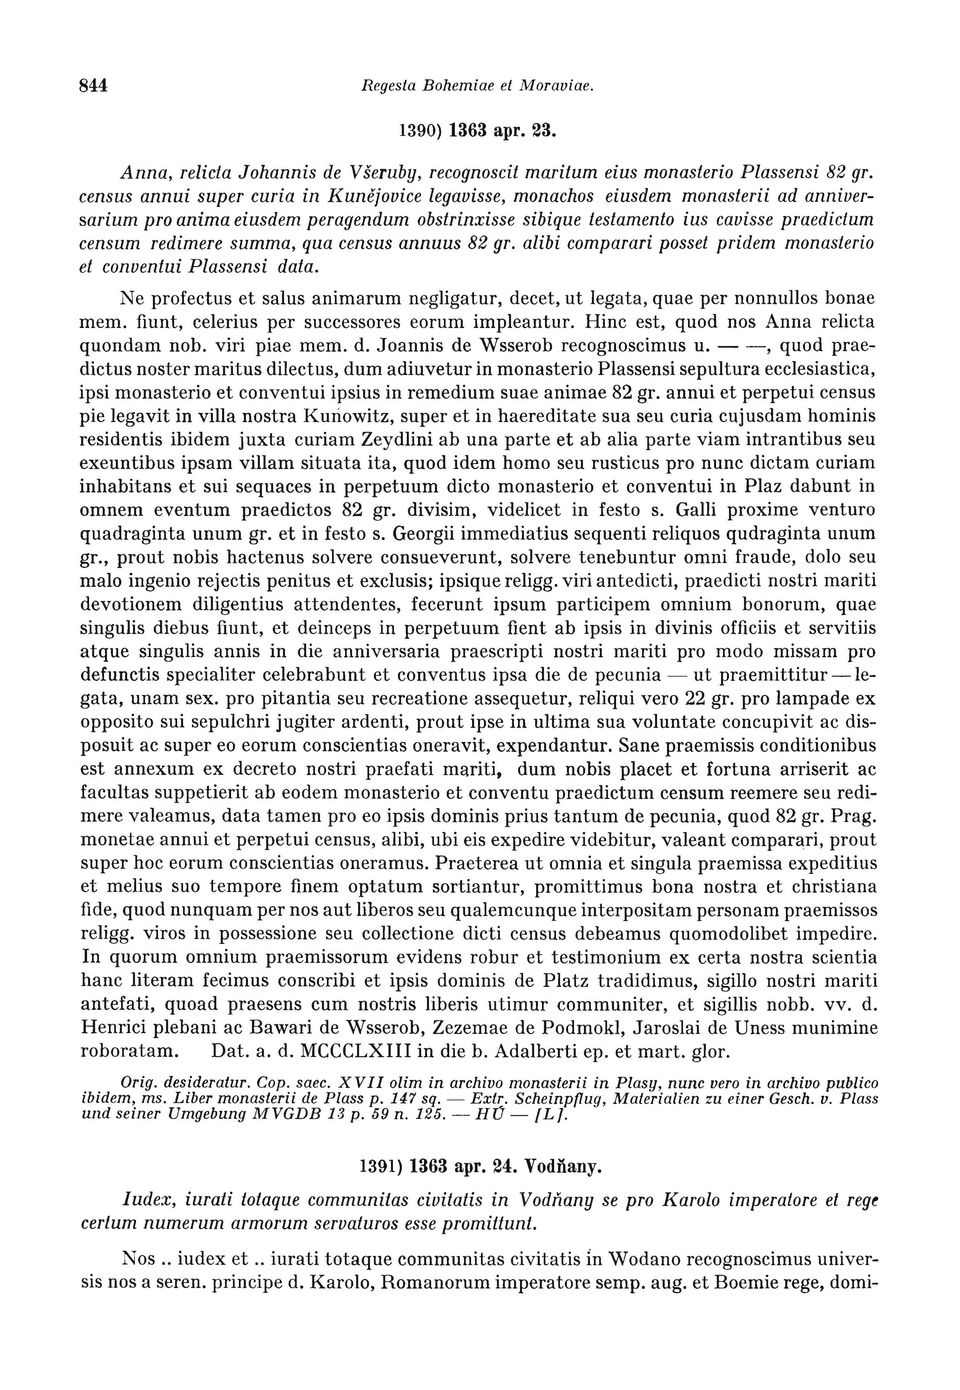 844 Regesta Bohemiae et Moraviae.
1390) 1363 apr. 23.
Anna, relicta Johannis de Všeruby, recognoscit maritum eius monasterio Plassensi 82 gr.
census annui super curia in Kunějovice legavisse, monachos eiusdem monasterii ad anniver-
sarium pro anima eiusdem peragendum obstrinxisse sibique testamento ius cavisse praedictum
censum redimere summa, qua census annuus 82 gr. alibi comparari posset pridem monasterio
et conventui Plassensi data.
Ne profectus et salus animarum negligatur, decet, ut legata, quae per nonnullos bonae
mem. fiunt, celerius per successores eorum impleantur. Hinc est, quod nos Anna relicta
quondam nob. viri piae mem. d. Joannis de Wsserob recognoscimus u. — —, quod prae-
dictus noster maritus dilectus, dum adiuvetur in monasterio Plassensi sepultura ecclesiastica,
ipsi monasterio et conventui ipsius in remedium suae animae 82 gr. annui et perpetui census
pie legavit in villa nostra Kuńowitz, super et in haereditate sua seu curia cujusdam hominis
residentis ibidem juxta curiam Zeydlini ab una parte et ab alia parte viam intrantibus seu
exeuntibus ipsam villam situata ita, quod idem homo seu rusticus pro nunc dictam curiam
inhabitans et sui sequaces in perpetuum dicto monasterio et conventui in Plaz dabunt in
omnem eventum praedictos 82 gr. divisim, videlicet in festo s. Galli proxime venturo
quadraginta unum gr. et in festo s. Georgii immediatius sequenti reliquos qudraginta unum
gr., prout nobis hactenus solvere consueverunt, solvere tenebuntur omni fraude, dolo seu
malo ingenio rejectis penitus et exclusis; ipsique religg. viri antedicti, praedicti nostri mariti
devotionem diligentius attendentes, fecerunt ipsum participem omnium bonorum, quae
singulis diebus fiunt, et deinceps in perpetuum fient ab ipsis in divinis officiis et servitiis
atque singulis annis in die anniversaria praescripti nostri mariti pro modo missam pro
defunctis specialiter celebrabunt et conventus ipsa die de pecunia — ut praemittitur — le-
gata, unam sex. pro pitantia seu recreatione assequetur, reliqui vero 22 gr. pro lampade ex
opposito sui sepulchri jugiter ardenti, prout ipse in ultima sua voluntate concupivit ac dis-
posuit ac super eo eorum conscientias oneravit, expendantur. Sane praemissis conditionibus
est annexum ex decreto nostri praefati mariti, dum nobis placet et fortuna arriserit ac
facultas suppetierit ab eodem monasterio et conventu praedictum censum reemere seu redi-
mere valeamus, data tamen pro eo ipsis dominis prius tantum de pecunia, quod 82 gr. Prag.
monetae annui et perpetui census, alibi, ubi eis expedire videbitur, valeant comparari, prout
super hoc eorum conscientias oneramus. Praeterea ut omnia et singula praemissa expeditius
et melius suo tempore finem optatum sortiantur, promittimus bona nostra et christiana
fide, quod nunquam per nos aut liberos seu qualemcunque interpositam personam praemissos
religg. viros in possessione seu collectione dicti census debeamus quomodolibet impedire.
In quorum omnium praemissorum evidens robur et testimonium ex certa nostra scientia
hanc literam fecimus conscribi et ipsis dominis de Platz tradidimus, sigillo nostri mariti
antefati, quoad praesens cum nostris liberis utimur communiter, et sigillis nobb. vv. d.
Henrici plebani ac Bawari de Wsserob, Zezemae de Podmokl, Jaroslai de Uness munimine
roboratam. Dat. a. d. MCCCLXIII in die b. Adalberti ep. et mart. glor.
Orig. desideratur. Cop. saec. XVII olim in archivo monasterii in Plasy, nunc vero in archivo publico
ibidem, ms. Liber monasterii de Plass p. 147 sq. — Extr. Scheinpflug, Materialien zu einer Gesch. v. Plass
und seiner Umgebung MVGDB 13 p. 59 n. 125. — HÚ — [L].
1391) 1363 apr. 24. Vodňany.
Iudex, iurati totaque communitas civitatis in Vodňany se pro Karolo imperatore et rege
certum numerum armorum servaturos esse promittunt.
Nos .. iudex et .. iurati totaque communitas civitatis in Wodano recognoscimus univer-
sis nos a seren. principe d. Karolo, Romanorum imperatore semp. aug. et Boemie rege, domi-